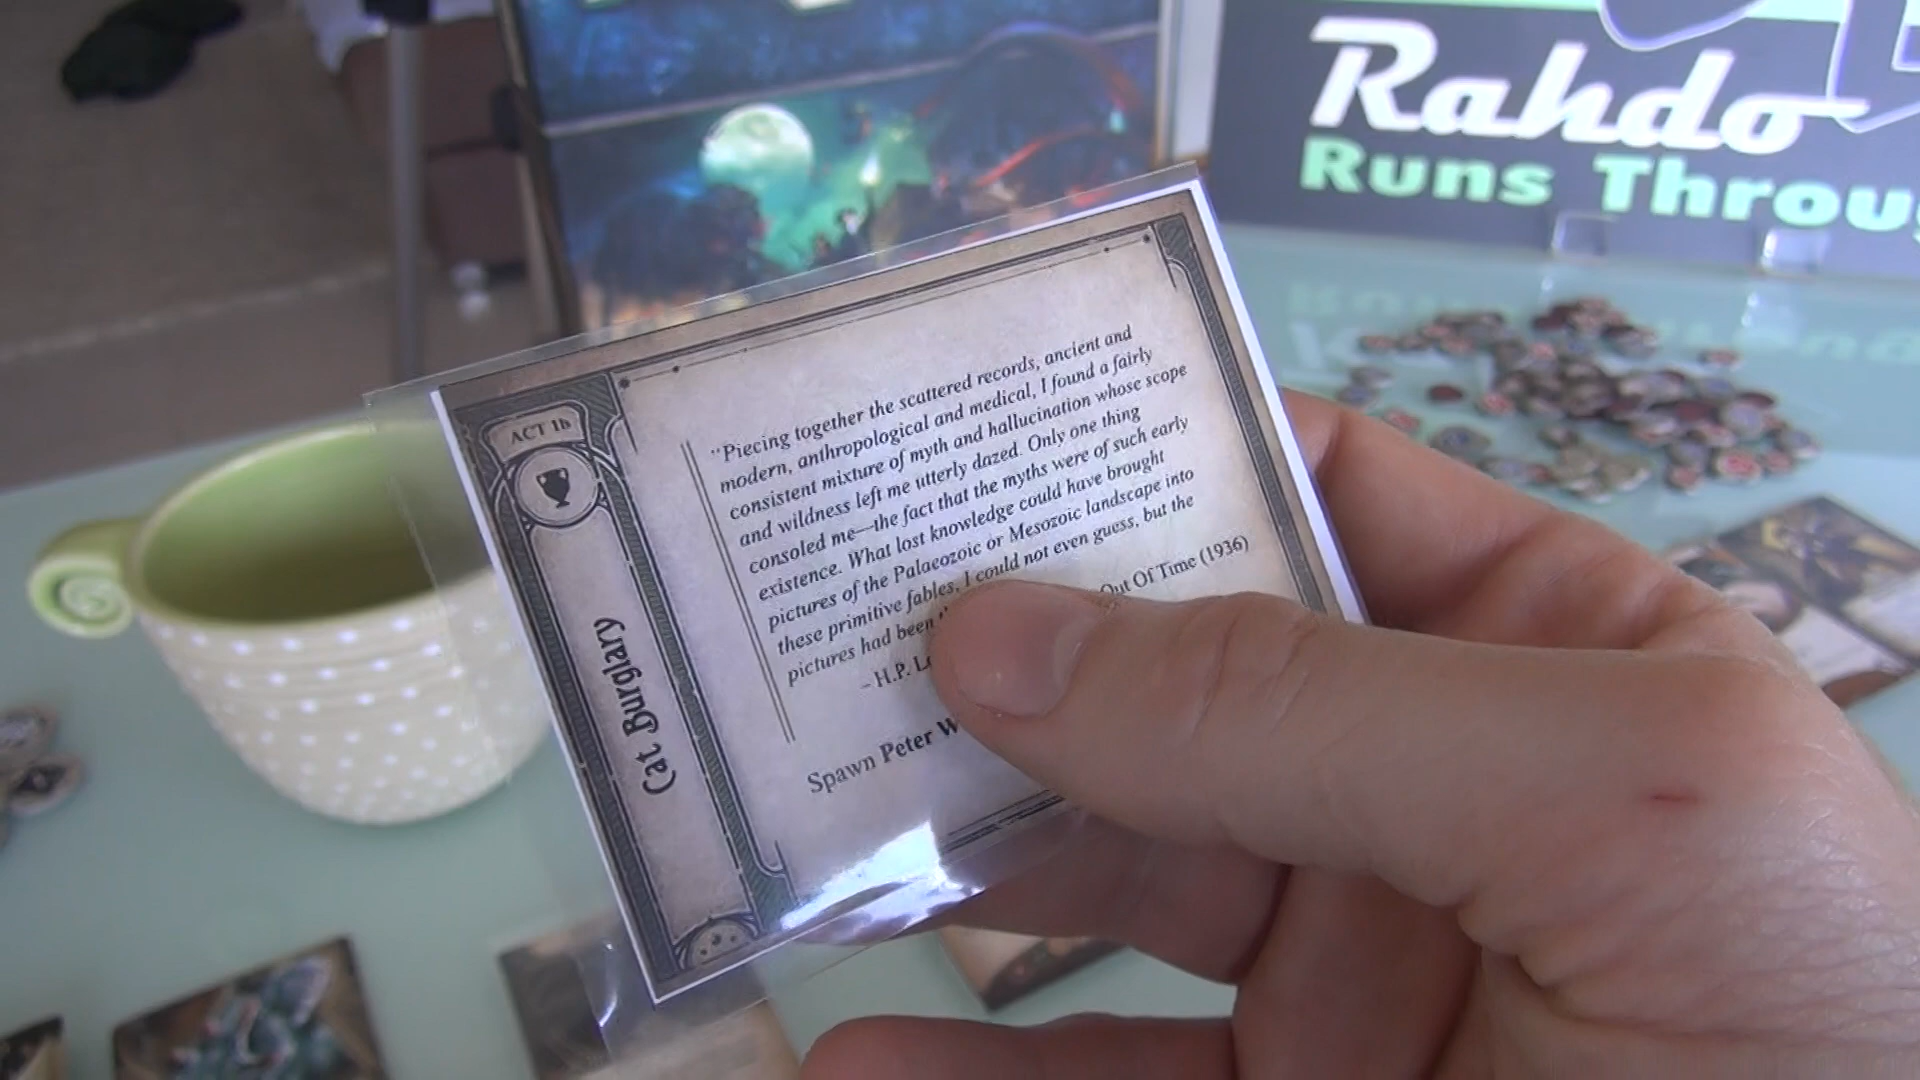 Rahdo
Runs Throu
ACT 1b
Cat Burglary
"Piecing together the scattered records, ancient and
modern, anthropological and medical, I found a fairly
consistent mixture of myth and hallucination whose scope
and wildness left me utterly dazed. Only one thing
consoled me—the fact that the myths were of such early
existence. What lost knowledge could have brought
pictures of the Palaeozoic or Mesozoic landscape into
these primitive fables, I could not even guess, but the
pictures had been
– H.P. Out Of Time (1936)
Spawn Peter